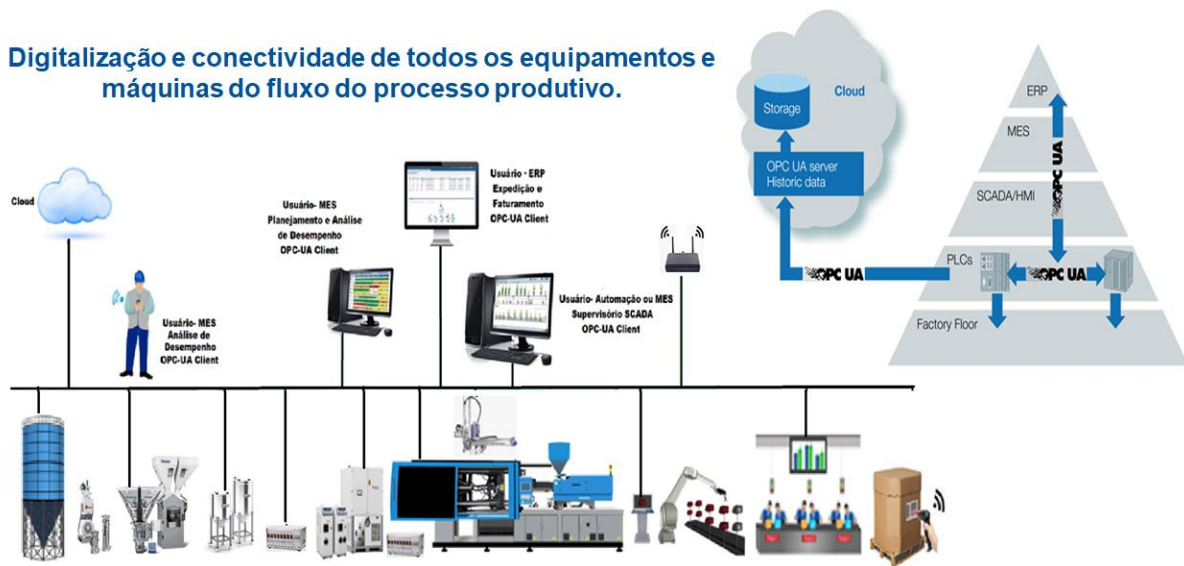 Digitalização e conectividade de todos os equipamentos e
máquinas do fluxo do processo produtivo.
Cloud
Usuário- MES
Análise de
Desempenho
OPC-UA Client
Usuário- MES
Planejamento e Análise
de Desempenho
OPC-UA Client
Usuário - ERP
Expedição e
Faturamento
OPC-UA Client
Usuário- Automação ou MES
Supervisório SCADA
OPC-UA Client
Cloud
Storage
OPC UA server
Historic data
OPC UA
ERP
MES
OPC UA
SCADA/HMI
PLCs
OPC UA
Factory Floor